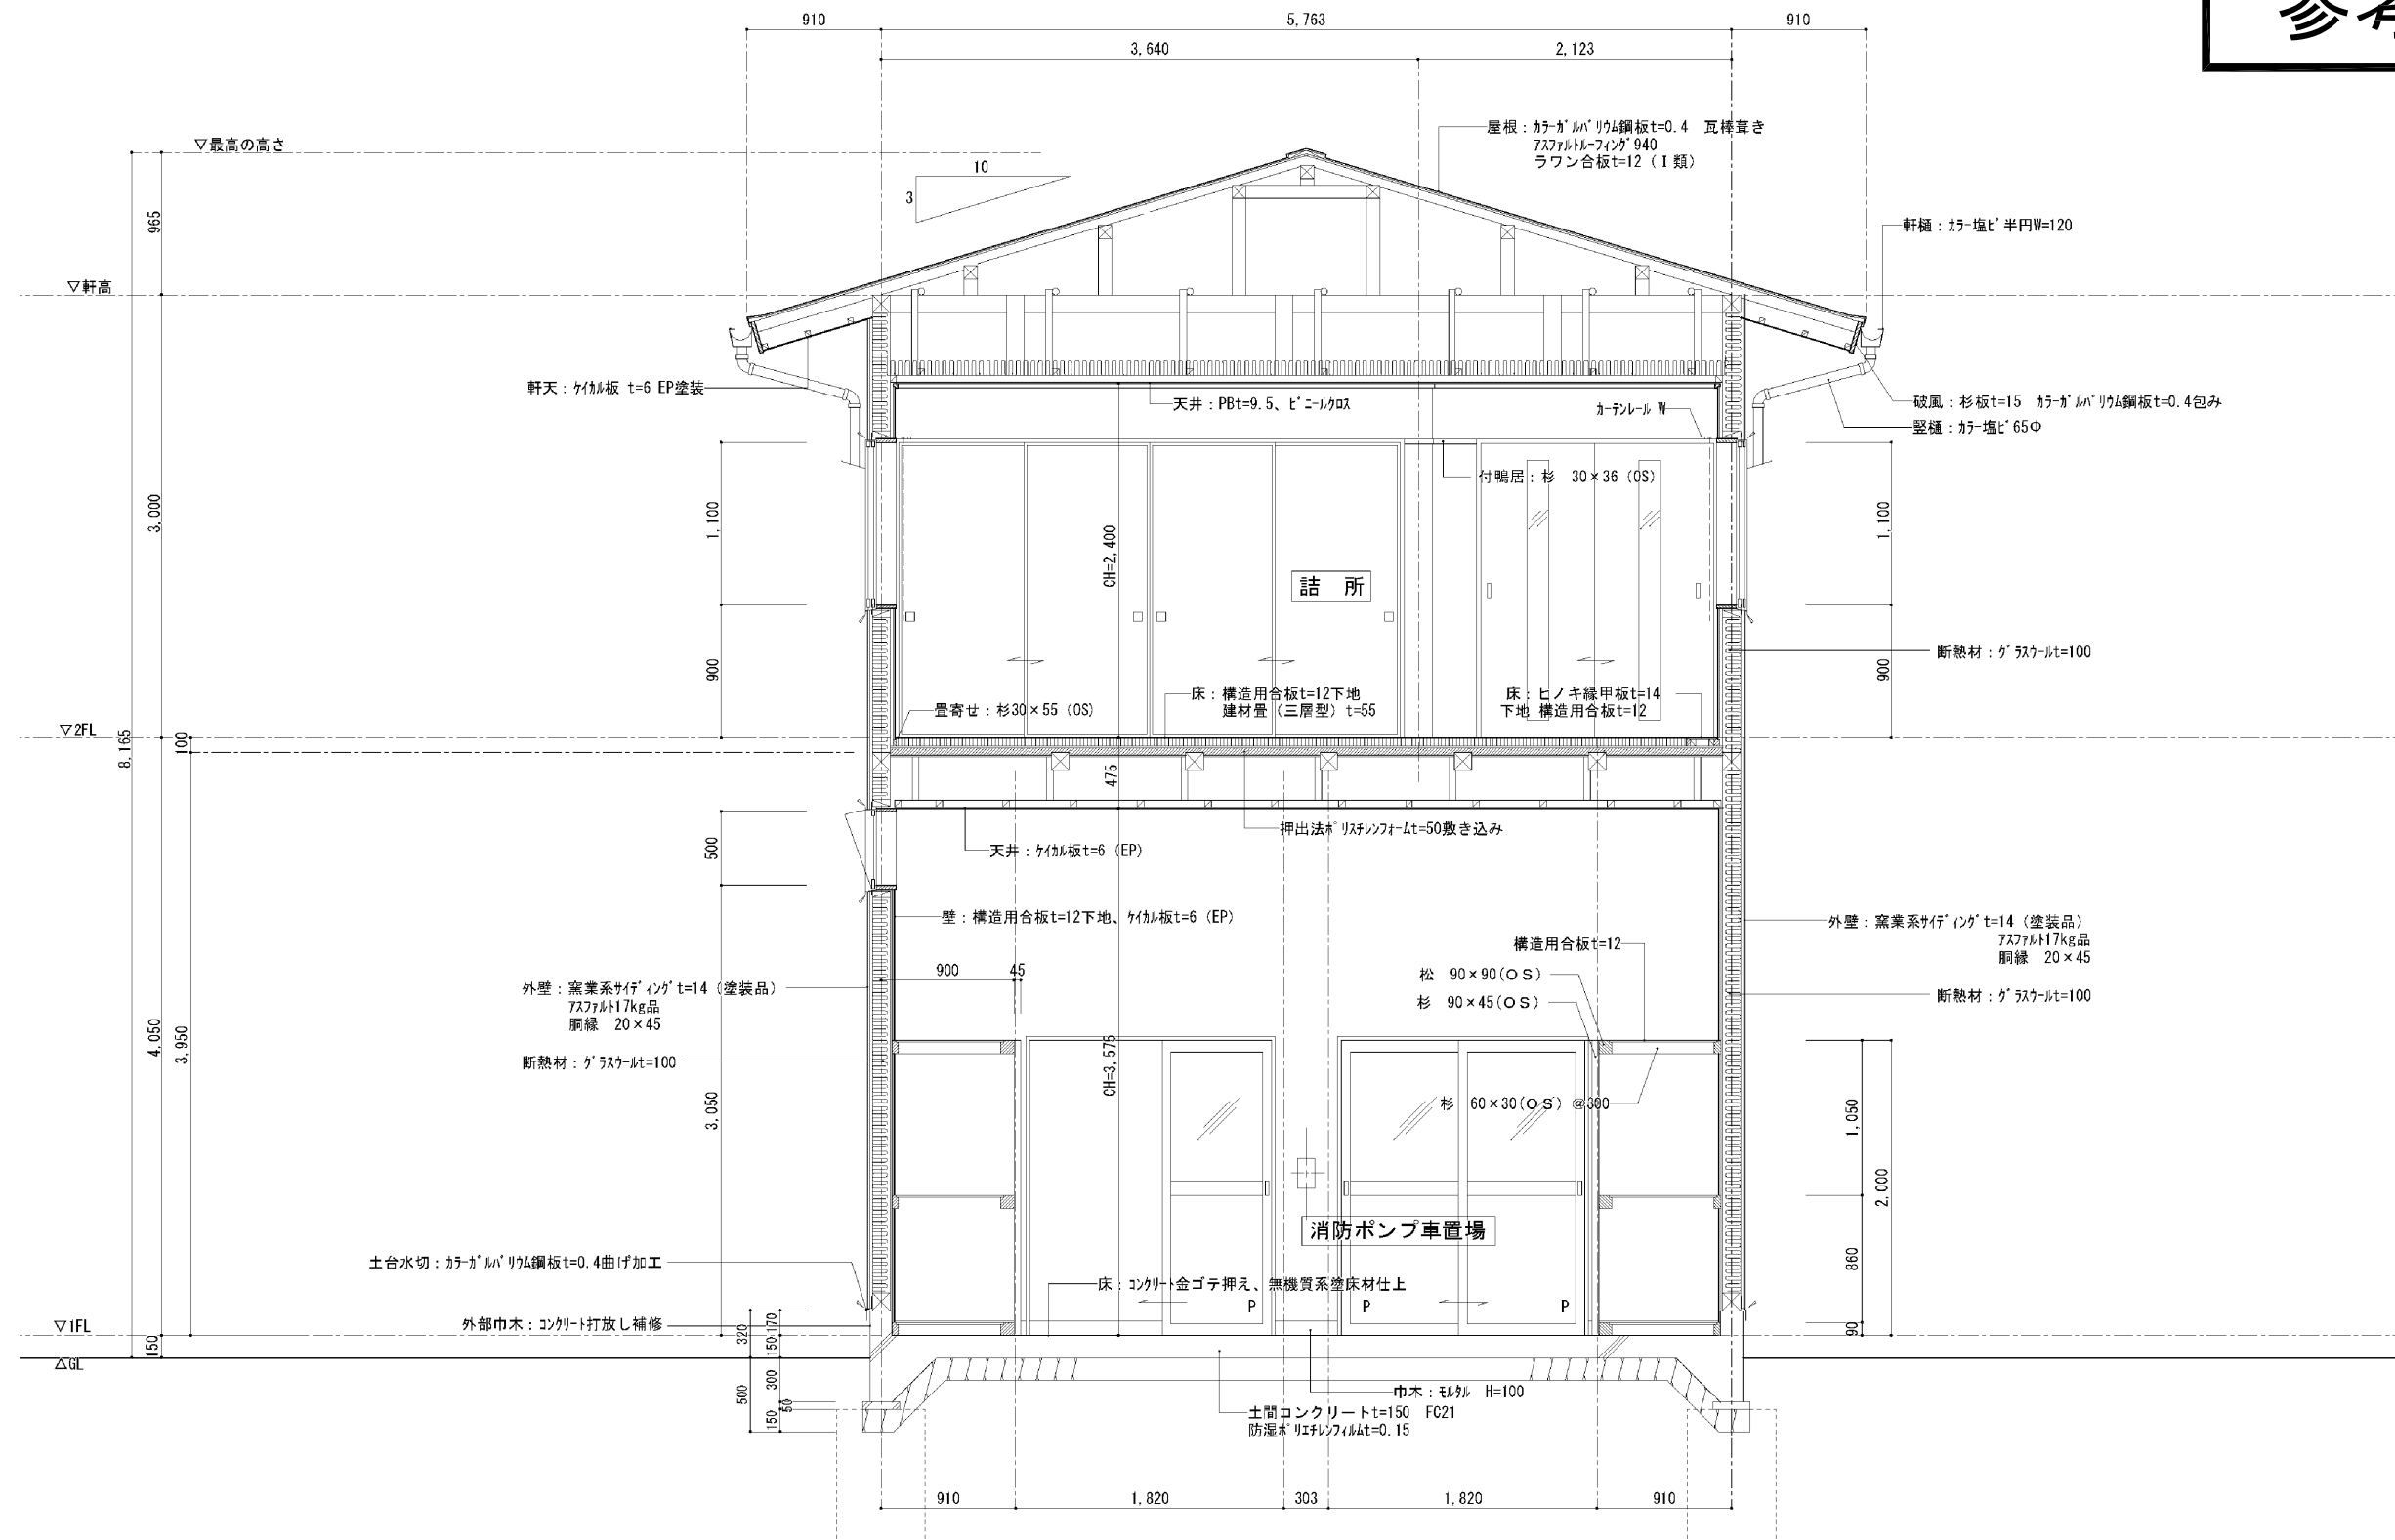 910
5,763
910
3,640
2,123
参
屋根：ｶﾗｰｶﾞﾙﾊﾞﾘｳﾑ鋼板t=0.4　瓦棒葺き
ｱｽﾌｧﾙﾄﾙｰﾌｨﾝｸﾞ940
ラワン合板t=12（Ⅰ類）
▽最高の高さ
10
3
965
軒樋：ｶﾗｰ塩ﾋﾞ半円W=120
▽軒高
軒天：ｹｲｶﾙ板 t=6 EP塗装
天井：PBt=9.5、ﾋﾞﾆｰﾙｸﾛｽ
ｶｰﾃﾝﾚｰﾙ W
破風：杉板t=15　ｶﾗｰｶﾞﾙﾊﾞﾘｳﾑ鋼板t=0.4包み
竪樋：ｶﾗｰ塩ﾋﾞ65Φ
付鴨居：杉　30×36（OS）
3,000
1,100
CH=2,400
1,100
詰　所
900
900
断熱材：ｸﾞﾗｽｳｰﾙt=100
畳寄せ：杉30×55（OS）
床：構造用合板t=12下地
建材畳（三層型）t=55
床：ヒノキ縁甲板t=14
下地 構造用合板t=12
▽2FL
8,165
100
475
押出法ﾎﾟﾘｽﾁﾚﾝﾌｫｰﾑt=50敷き込み
天井：ｹｲｶﾙ板t=6（EP）
500
壁：構造用合板t=12下地、ｹｲｶﾙ板t=6（EP）
外壁：窯業系ｻｲﾃﾞｨﾝｸﾞt=14（塗装品）
ｱｽﾌｧﾙﾄ17kg品
胴縁　20×45
構造用合板t=12
松　90×90(ＯＳ)
杉　90×45(ＯＳ)
900
45
外壁：窯業系ｻｲﾃﾞｨﾝｸﾞt=14（塗装品）
ｱｽﾌｧﾙﾄ17kg品
胴縁　20×45
断熱材：ｸﾞﾗｽｳｰﾙt=100
断熱材：ｸﾞﾗｽｳｰﾙt=100
4,050
3,950
3,050
CH=3,575
杉　60×30(ＯＳ) @300
1,050
2,000
860
90
消防ポンプ車置場
土台水切：ｶﾗｰｶﾞﾙﾊﾞﾘｳﾑ鋼板t=0.4曲げ加工
床：ｺﾝｸﾘｰﾄ金ゴテ押え、無機質系塗床材仕上
P
P
P
外部巾木：ｺﾝｸﾘｰﾄ打放し補修
▽1FL
△GL
150
320
170
150
500
300
50
150
巾木：ﾓﾙﾀﾙ　H=100
土間コンクリートt=150　FC21
防湿ﾎﾟﾘｴﾁﾚﾝﾌｨﾙﾑt=0.15
910
1,820
303
1,820
910